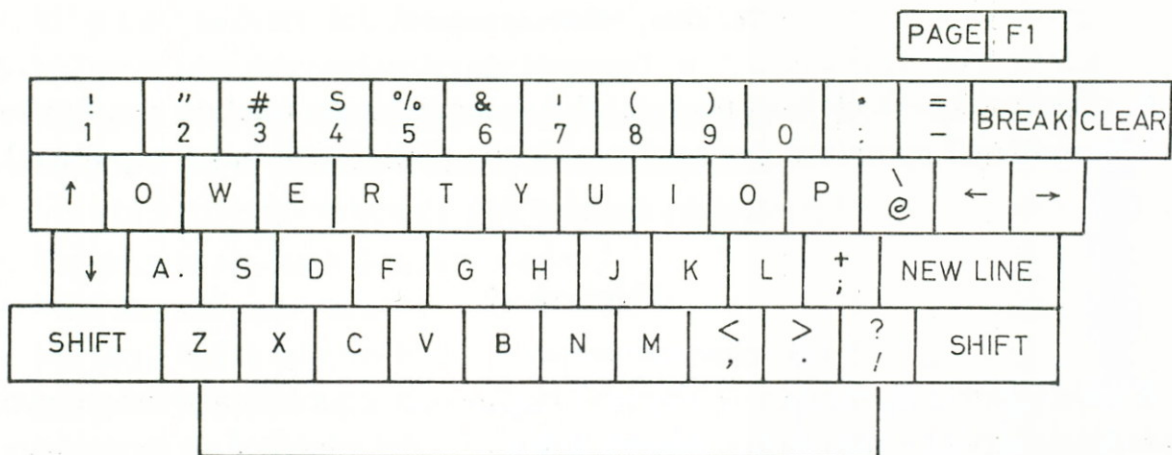 PAGE F1
! " # S % & ' ( ) * =
1 2 3 4 5 6 7 8 9 0 : - BREAK CLEAR
↑ O W E R T Y U I O P \ @ ← →
↓ A. S D F G H J K L + ; NEW LINE
SHIFT Z X C V B N M < , > . ? / SHIFT